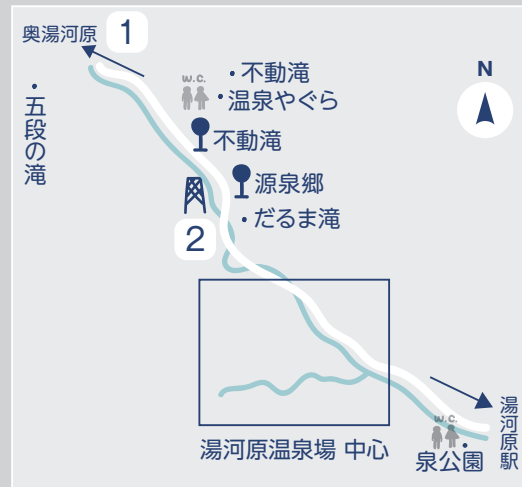 奥湯河原
1
w.c.
・不動滝
・温泉やぐら
N
・五段の滝
不動滝
源泉郷
・だるま滝
2
湯河原温泉場 中心
w.c.
泉公園
湯河原駅